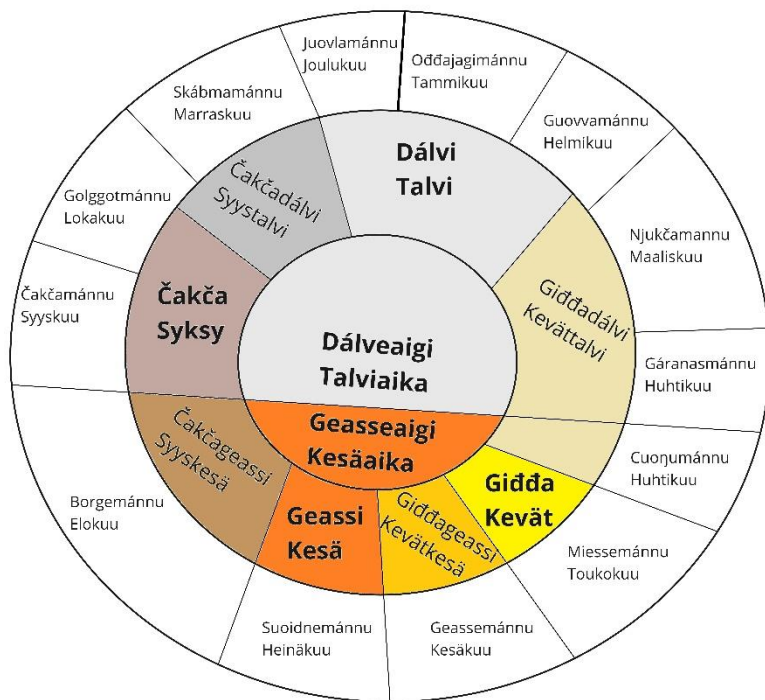 Juovlamánnu
Joulukuu
Ođđajagimánnu
Tammikuu
Guovvamánnu
Helmikuu
Njukčamannu
Maaliskuu
Gáranasmánnu
Huhtikuu
Cuoŋumánnu
Huhtikuu
Miessemánnu
Toukokuu
Geassemánnu
Kesäkuu
Suoidnemánnu
Heinäkuu
Borgemánnu
Elokuu
Čakčamánnu
Syyskuu
Golggotmánnu
Lokakuu
Skábmamánnu
Marraskuu
Dálvi
Talvi
Giđđadálvi
Kevättalvi
Giđđa
Kevät
Giđđageassi
Kevätkesä
Geassi
Kesä
Čakčageassi
Syyskesä
Čakča
Syksy
Čakčadálvi
Syystalvi
Dálveaigi
Talviaika
Geasseaigi
Kesäaika